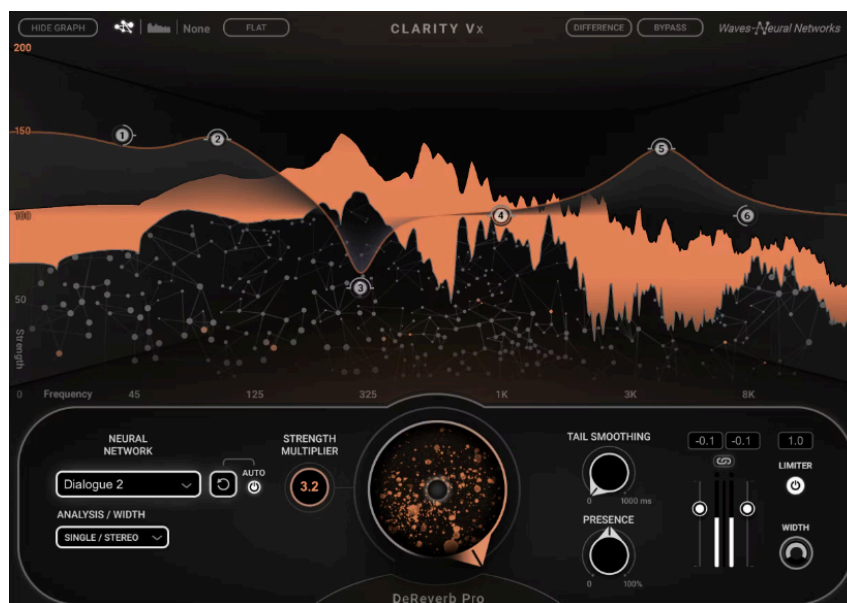 HIDE GRAPH None FLAT CLARITY Vx DIFFERENCE BYPASS Waves-Neural Networks
200
150
1 2 5
100 4 6
3
50
Strength
0 Frequency 45 125 325 1K 3K 8K
NEURAL
NETWORK
Dialogue 2
AUTO
ANALYSIS / WIDTH
SINGLE / STEREO
STRENGTH
MULTIPLIER
3.2
TAIL SMOOTHING
0 1000 ms
PRESENCE
0 100%
-0.1 -0.1 1.0
LIMITER
WIDTH
DeReverb Pro